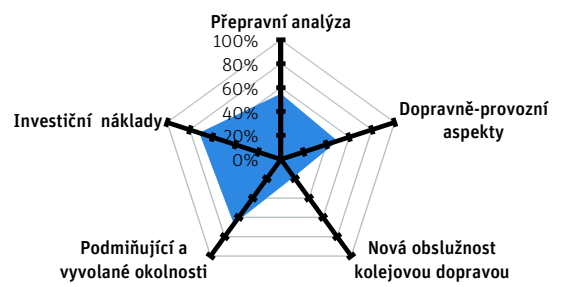 Přepravní analýza
100%
80%
60%
40%
20%
0%
Investiční náklady
Dopravně-provozní
aspekty
Podmiňující a
vyvolané okolnosti
Nová obslužnost
kolejovou dopravou